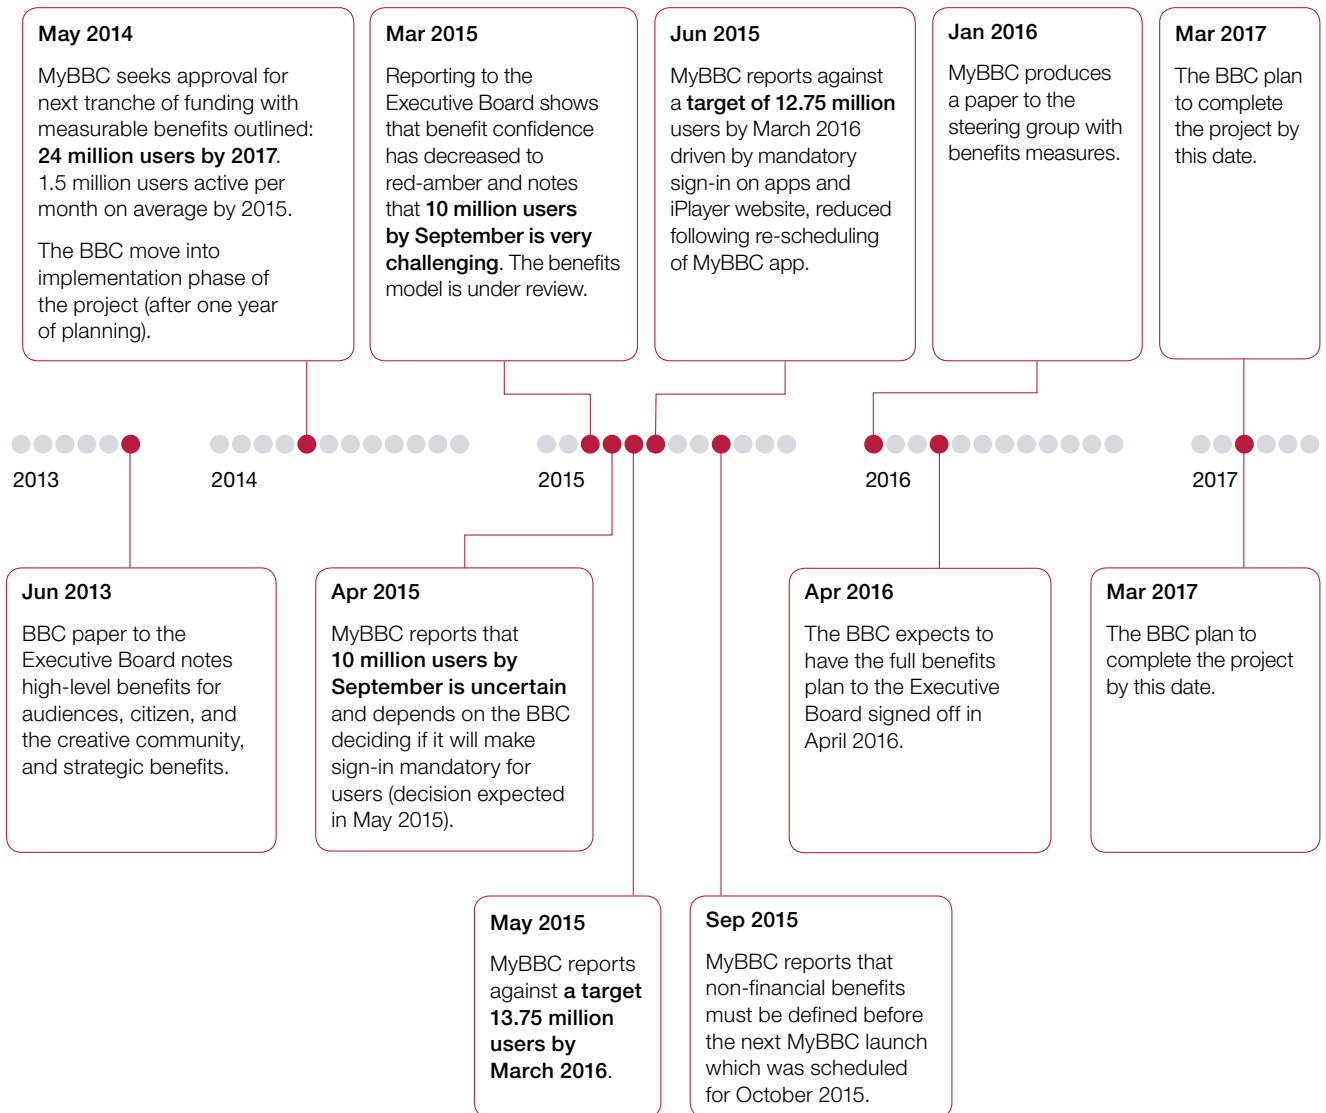 May 2014
MyBBC seeks approval for
next tranche of funding with
measurable benefits outlined:
24 million users by 2017.
1.5 million users active per
month on average by 2015.
The BBC move into
implementation phase of
the project (after one year
of planning).
Mar 2015
Reporting to the
Executive Board shows
that benefit confidence
has decreased to
red-amber and notes
that 10 million users
by September is very
challenging. The benefits
model is under review.
Jun 2015
MyBBC reports against
a target of 12.75 million
users by March 2016
driven by mandatory
sign-in on apps and
iPlayer website, reduced
following re-scheduling
of MyBBC app.
Jan 2016
MyBBC produces
a paper to the
steering group with
benefits measures.
Mar 2017
The BBC plan
to complete
the project by
this date.
2013
2014
2015
2016
2017
Jun 2013
BBC paper to the
Executive Board notes
high-level benefits for
audiences, citizen, and
the creative community,
and strategic benefits.
Apr 2015
MyBBC reports that
10 million users by
September is uncertain
and depends on the BBC
deciding if it will make
sign-in mandatory for
users (decision expected
in May 2015).
Apr 2016
The BBC expects to
have the full benefits
plan to the Executive
Board signed off in
April 2016.
Mar 2017
The BBC plan to
complete the project
by this date.
May 2015
MyBBC reports
against a target
13.75 million
users by
March 2016.
Sep 2015
MyBBC reports that
non-financial benefits
must be defined before
the next MyBBC launch
which was scheduled
for October 2015.